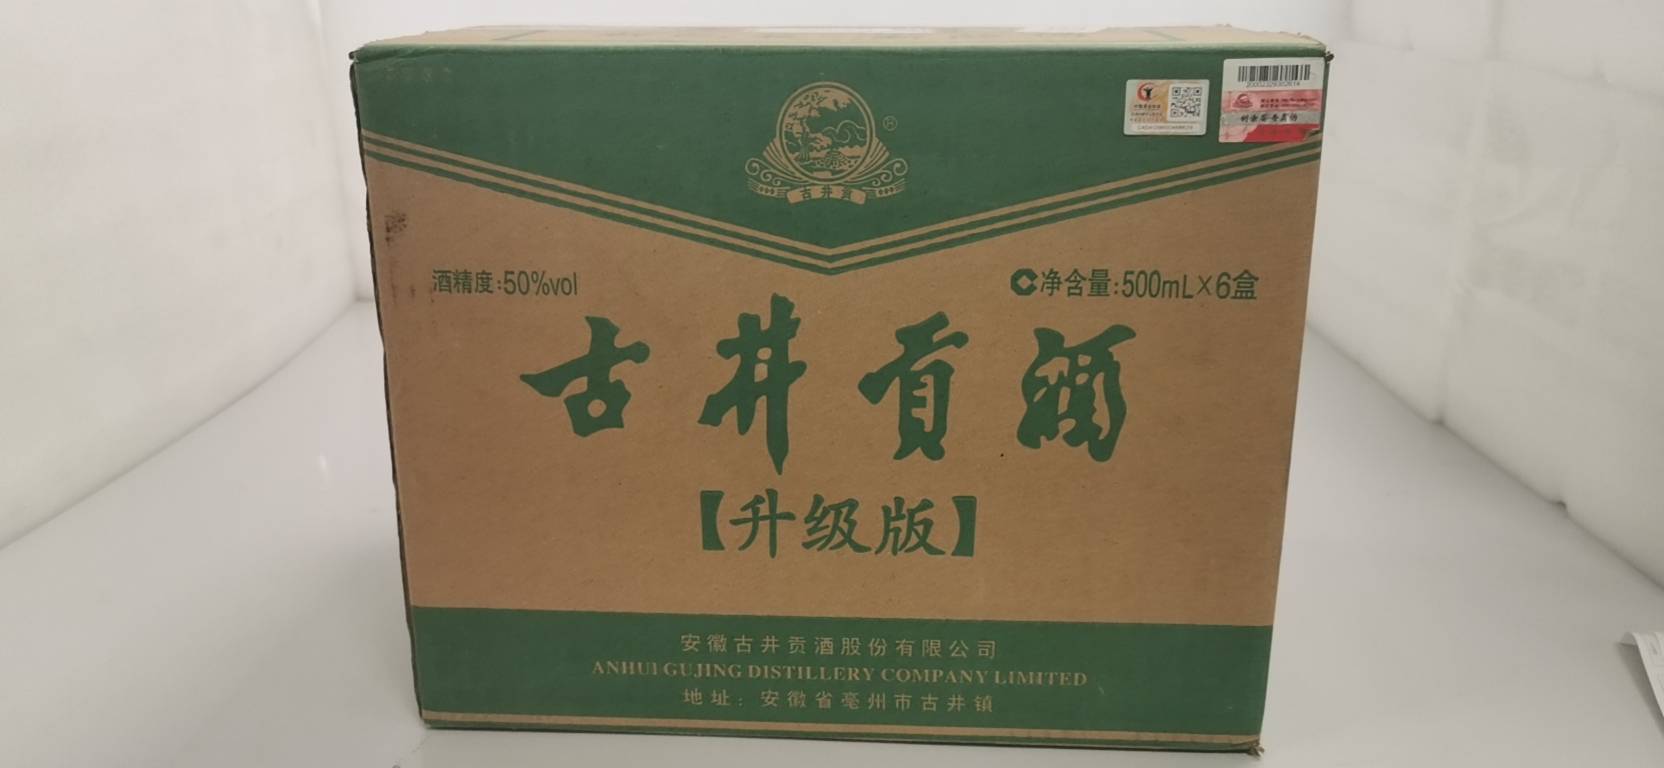 古井贡
酒精度:50%vol
净含量:500mL×6盒
古井贡酒
【升级版】
安徽古井贡酒股份有限公司
ANHUI GUJING DISTILLERY COMPANY LIMITED
地址：安徽省亳州市古井镇